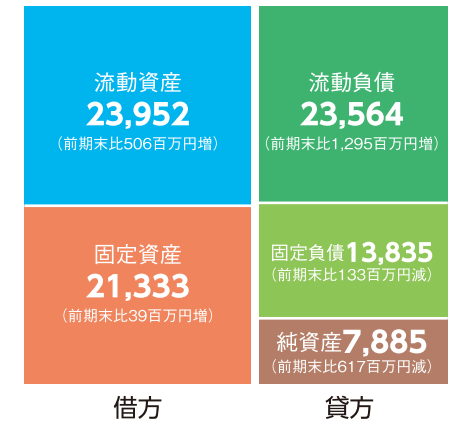 流動資産
23,952
（前期末比506百万円増）
固定資産
21,333
（前期末比39百万円増）
借方
流動負債
23,564
（前期末比1,295百万円増）
固定負債13,835
（前期末比133百万円減）
純資産7,885
（前期末比617百万円減）
貸方